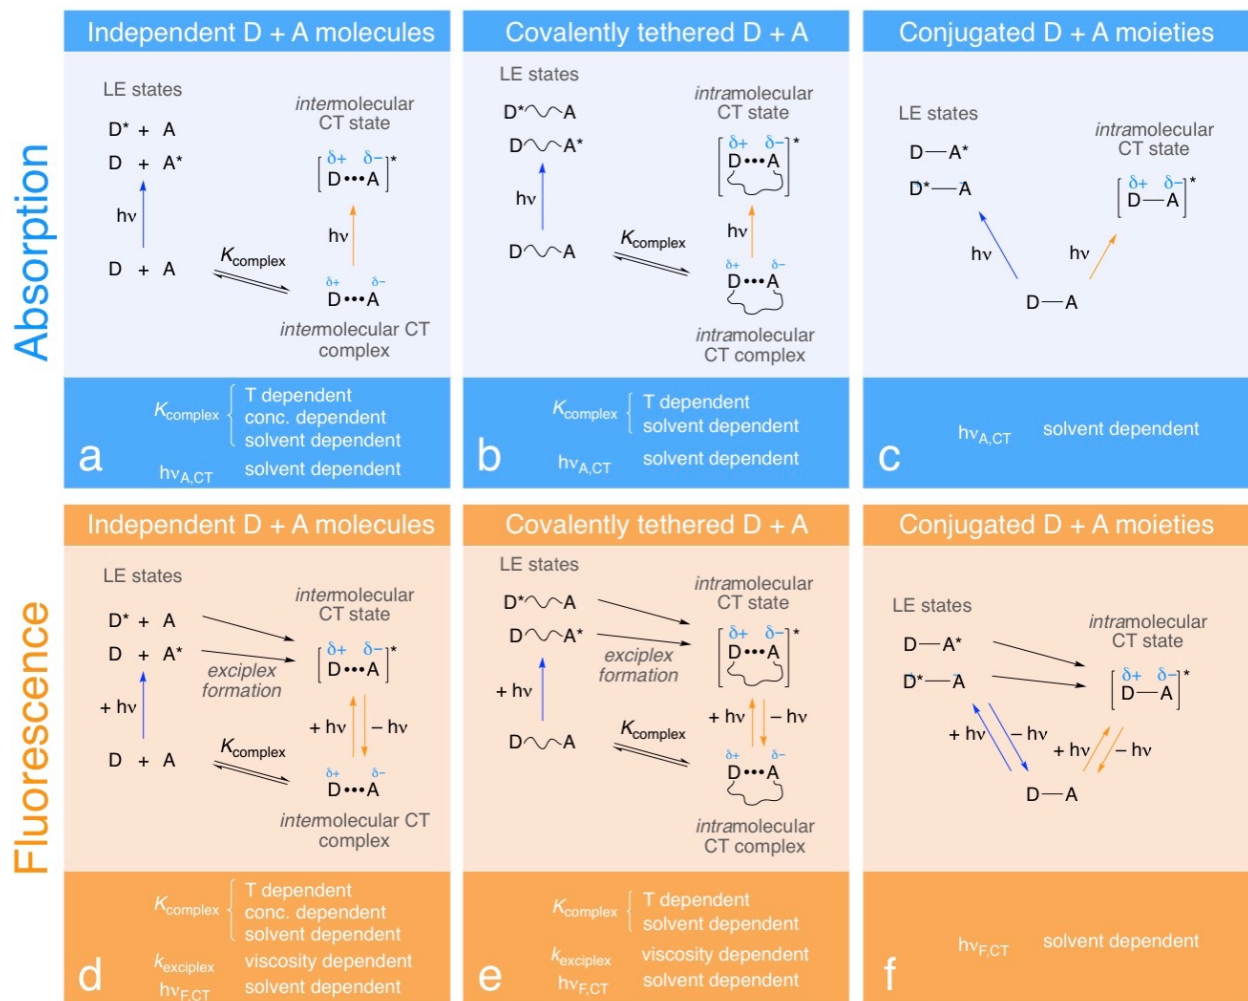 Absorption
Independent D + A molecules
LE states
D* + A
D + A*
hν
D + A
Kcomplex
intermolecular
CT state
δ+ δ−
[D•••A]*
hν
δ+ δ−
D•••A
intermolecular CT
complex
Kcomplex
T dependent
conc. dependent
solvent dependent
hνA,CT solvent dependent
a
Covalently tethered D + A
LE states
D* A
D A*
hν
D A
Kcomplex
intramolecular
CT state
δ+ δ−
[D•••A]*
hν
δ+ δ−
D•••A
intramolecular
CT complex
Kcomplex
T dependent
solvent dependent
hνA,CT solvent dependent
b
Conjugated D + A moieties
LE states
D—A*
D*—A
hν
intramolecular
CT state
δ+ δ−
[D—A]*
hν
D—A
hνA,CT solvent dependent
c
Fluorescence
Independent D + A molecules
LE states
D* + A
D + A*
exciplex
formation
+ hν
D + A
Kcomplex
intermolecular
CT state
δ+ δ−
[D•••A]*
+ hν − hν
δ+ δ−
D•••A
intermolecular CT
complex
Kcomplex
T dependent
conc. dependent
solvent dependent
kexciplex viscosity dependent
hνF,CT solvent dependent
d
Covalently tethered D + A
LE states
D* A
D A*
exciplex
formation
+ hν
D A
Kcomplex
intramolecular
CT state
δ+ δ−
[D•••A]*
+ hν − hν
δ+ δ−
D•••A
intramolecular
CT complex
Kcomplex
T dependent
solvent dependent
kexciplex viscosity dependent
hνF,CT solvent dependent
e
Conjugated D + A moieties
LE states
D—A*
D*—A
intramolecular
CT state
δ+ δ−
[D—A]*
+ hν − hν
+ hν − hν
D—A
hνF,CT solvent dependent
f